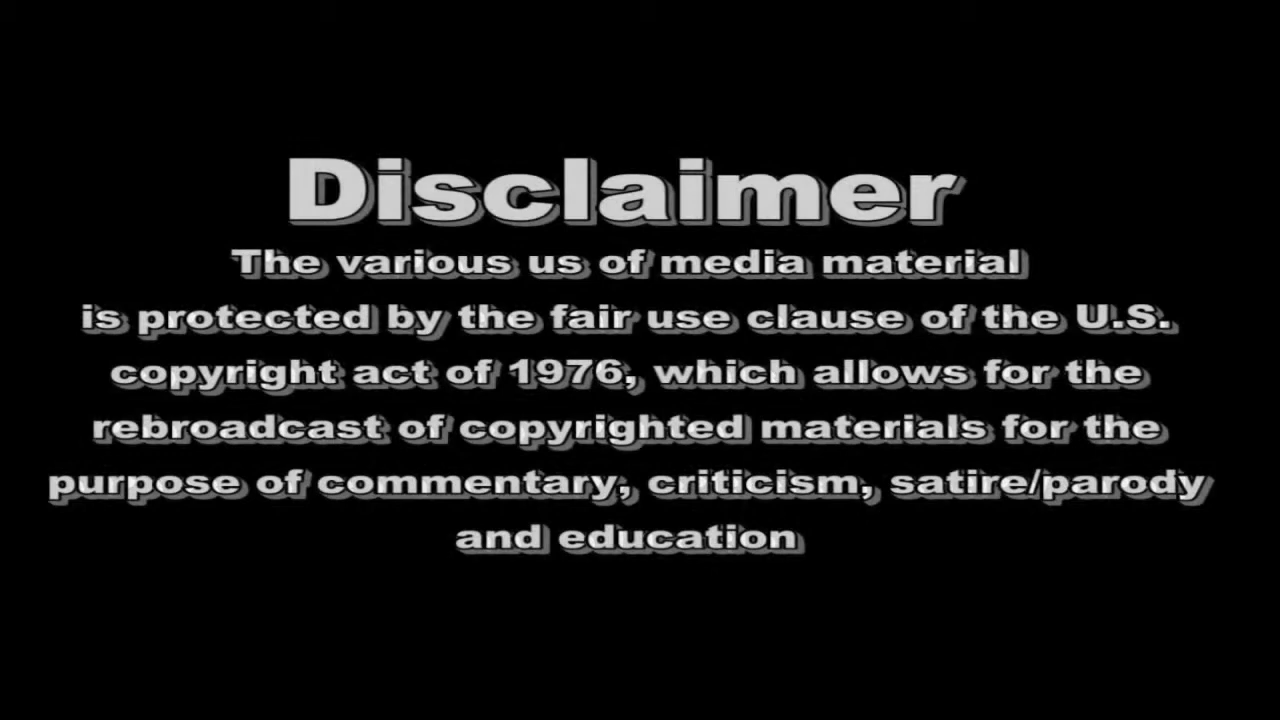 Disclaimer
The various us of media material
is protected by the fair use clause of the U.S.
copyright act of 1976, which allows for the
rebroadcast of copyrighted materials for the
purpose of commentary, criticism, satire/parody
and education